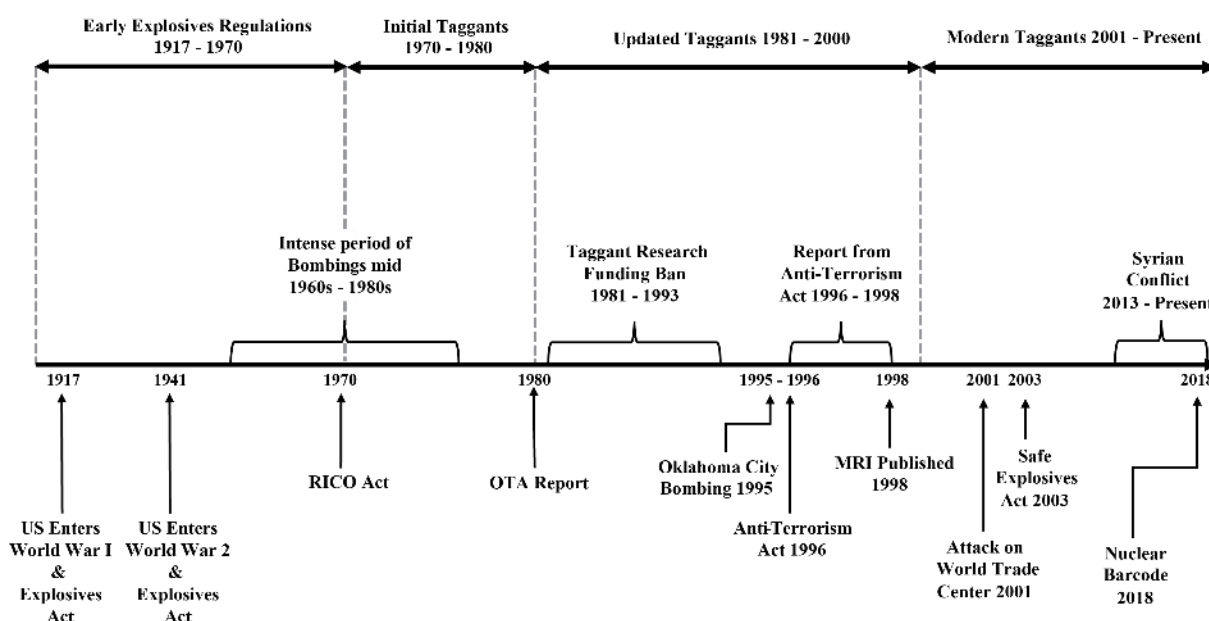 Early Explosives Regulations
1917 - 1970
Initial Taggants
1970 - 1980
Updated Taggants 1981 - 2000
Modern Taggants 2001 - Present
Intense period of
Bombings mid
1960s - 1980s
Taggant Research
Funding Ban
1981 - 1993
Report from
Anti-Terrorism
Act 1996 - 1998
Syrian
Conflict
2013 - Present
1917
1941
1970
1980
1995 - 1996
1998
2001
2003
2018
US Enters
World War I
&
Explosives
Act
US Enters
World War 2
&
Explosives
Act
RICO Act
OTA Report
Oklahoma City
Bombing 1995
Anti-Terrorism
Act 1996
MRI Published
1998
Attack on
World Trade
Center 2001
Safe
Explosives
Act 2003
Nuclear
Barcode
2018